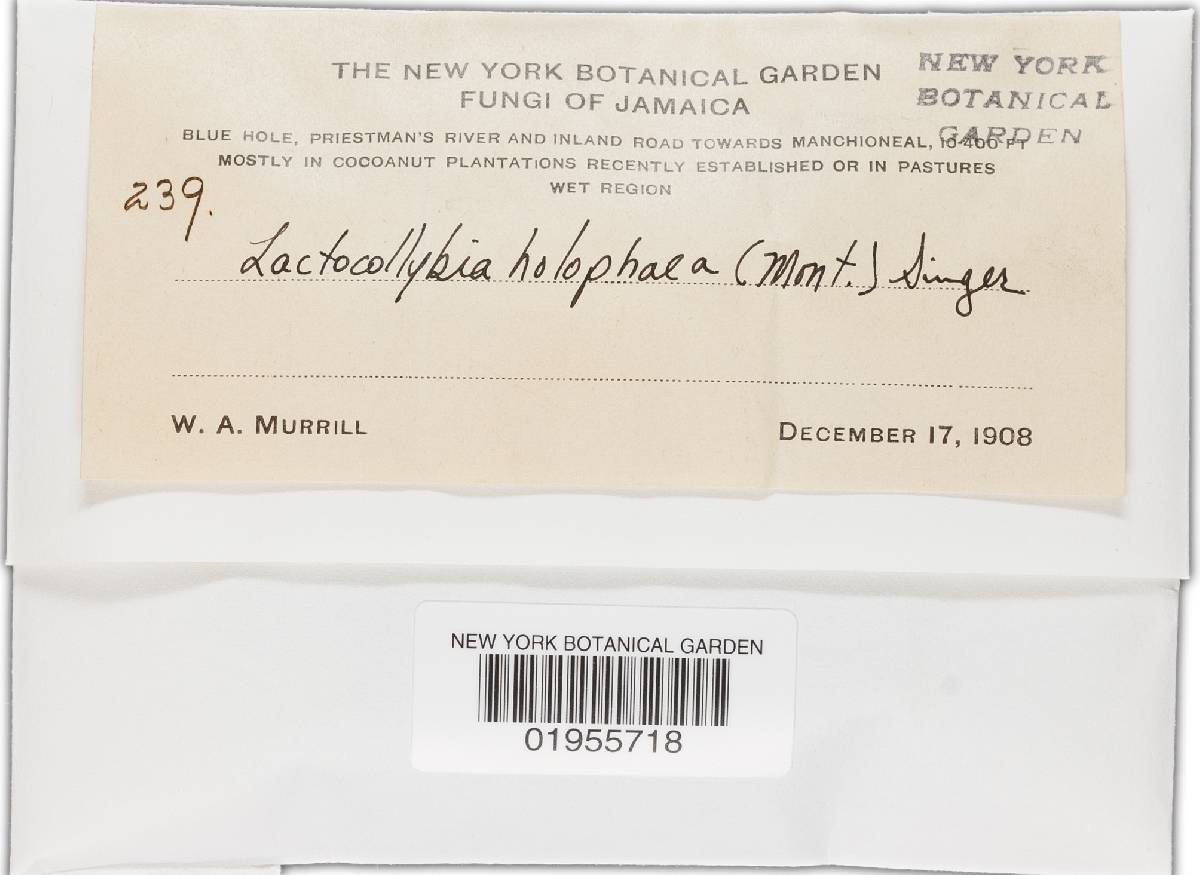 THE NEW YORK BOTANICAL GARDEN
FUNGI OF JAMAICA
NEW YORK
BOTANICAL
GARDEN
BLUE HOLE, PRIESTMAN'S RIVER AND INLAND ROAD TOWARDS MANCHIONEAL, 10-400 FT
MOSTLY IN COCOANUT PLANTATIONS RECENTLY ESTABLISHED OR IN PASTURES
WET REGION
239.
Lactocollybia holophaea (Mont.) Singer
W. A. MURRILL
DECEMBER 17, 1908
NEW YORK BOTANICAL GARDEN
01955718